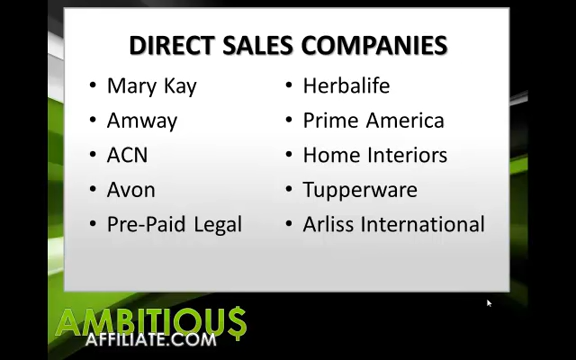 DIRECT SALES COMPANIES
• Mary Kay
• Amway
• ACN
• Avon
• Pre-Paid Legal
• Herbalife
• Prime America
• Home Interiors
• Tupperware
• Arliss International
AMBITIOU$
AFFILIATE.COM